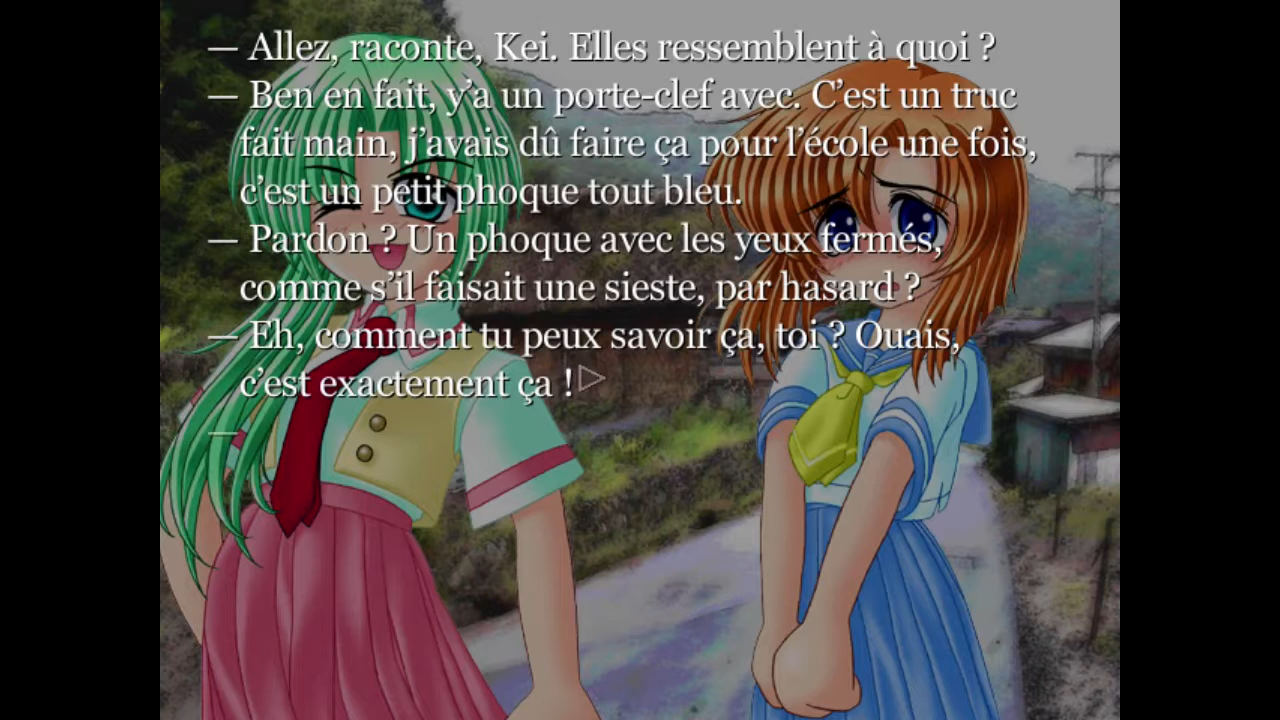 — Allez, raconte, Kei. Elles ressemblent à quoi ?
— Ben en fait, y’a un porte-clef avec. C’est un truc
fait main, j’avais dû faire ça pour l’école une fois,
c’est un petit phoque tout bleu.
— Pardon ? Un phoque avec les yeux fermés,
comme s’il faisait une sieste, par hasard ?
— Eh, comment tu peux savoir ça, toi ? Ouais,
c’est exactement ça !
—